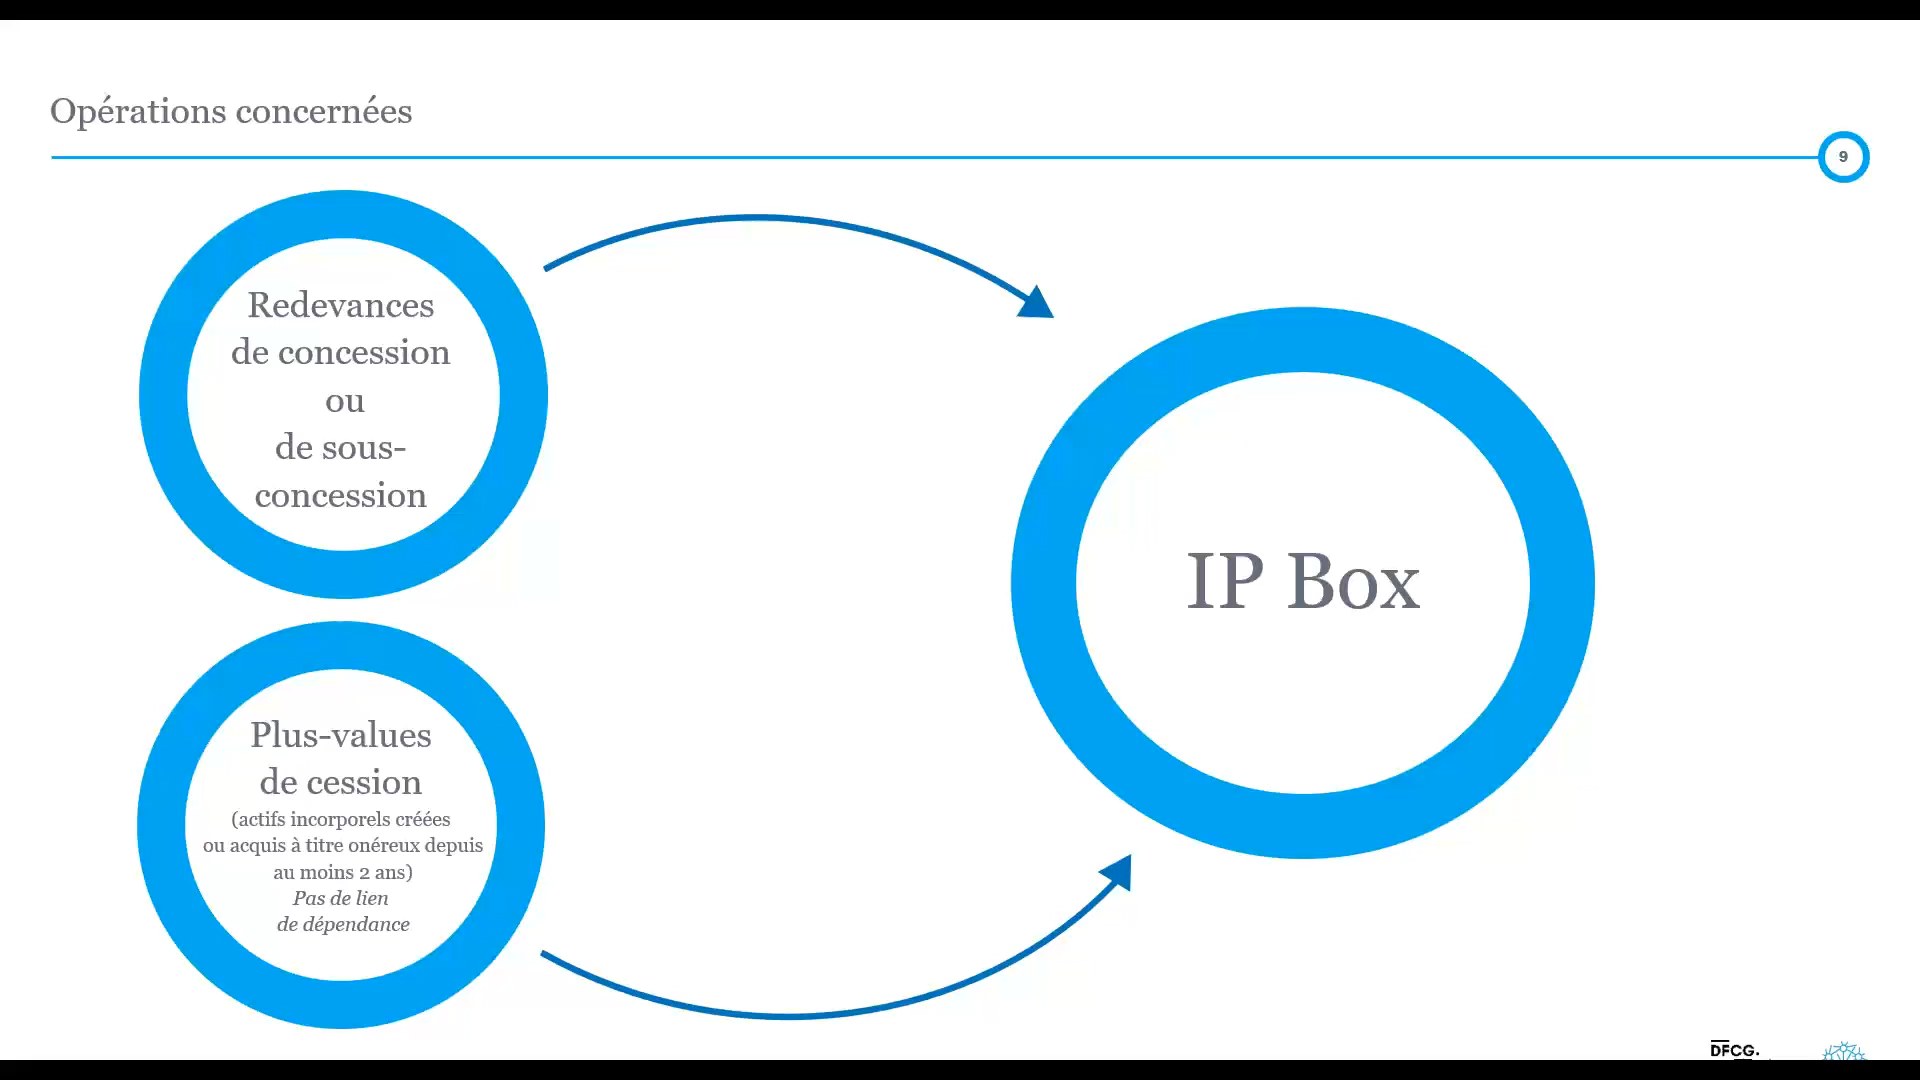 Opérations concernées
9
Redevances
de concession
ou
de sous-
concession
IP Box
Plus-values
de cession
(actifs incorporels créées
ou acquis à titre onéreux depuis
au moins 2 ans)
Pas de lien
de dépendance
DFCG.